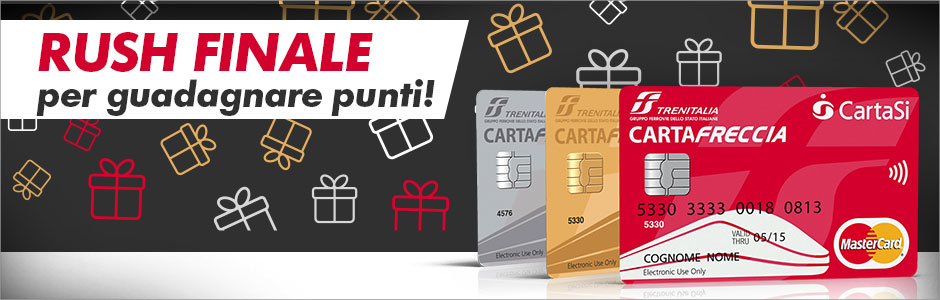 RUSH FINALE
per guadagnare punti!
TRENITALIA
GRUPPO FERROVIE DELLO STATO ITALIANE
CARTAFRECCIA
CartaSi
5330 3333 0018 0813
5330
VALID THRU 05/15
COGNOME NOME
Electronic Use Only
MasterCard
TRENITALIA
CARTAF
5330
Electronic Use Only
TRENITALIA
CARTAF
4576
Electronic Use Only